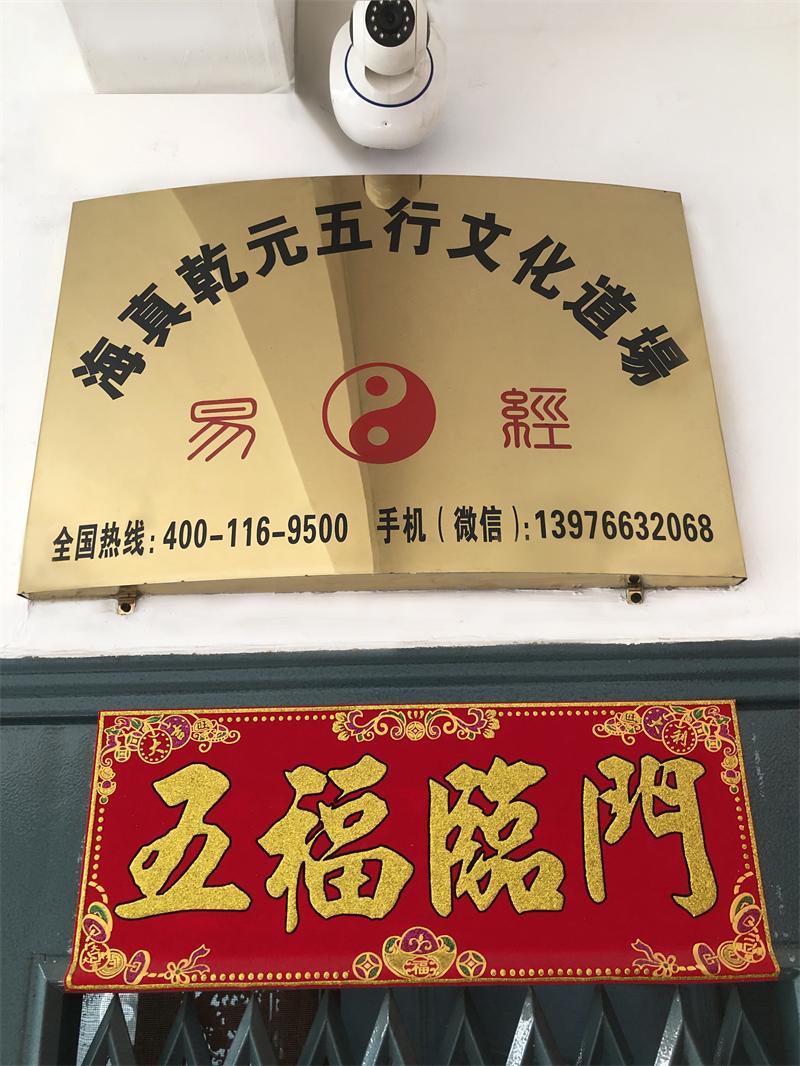 海真乾元五行文化道場
易 經
全国热线：400-116-9500 手机（微信）：13976632068
五福臨門
福